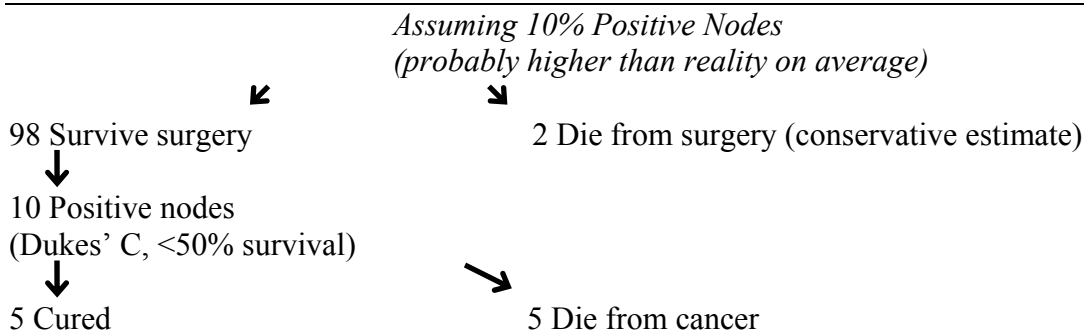 Assuming 10% Positive Nodes
(probably higher than reality on average)
98 Survive surgery 2 Die from surgery (conservative estimate)
10 Positive nodes
(Dukes’ C, <50% survival)
5 Cured 5 Die from cancer